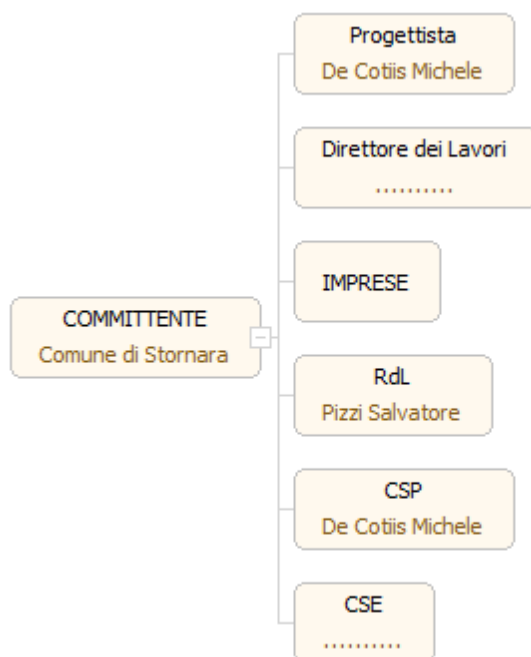 Progettista
De Cotiis Michele
Direttore dei Lavori
..........
IMPRESE
COMMITTENTE
Comune di Stornara
RdL
Pizzi Salvatore
CSP
De Cotiis Michele
CSE
..........